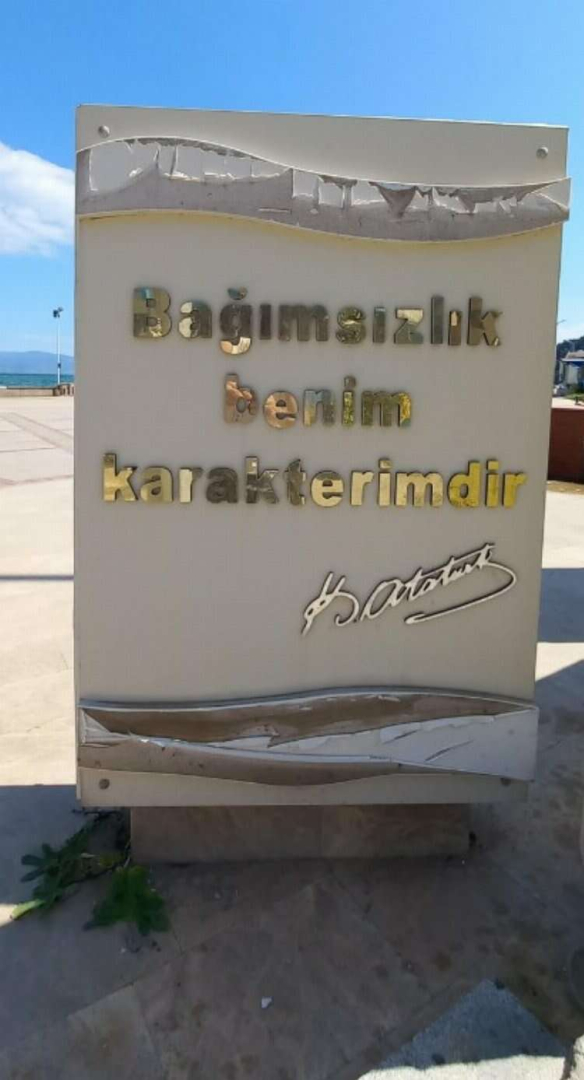 Bağımsızlık
benim
karakterimdir
K. Atatürk